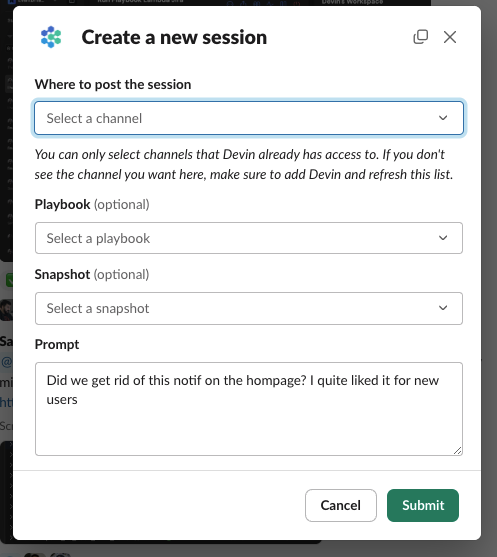 Create a new session
Where to post the session
Select a channel
You can only select channels that Devin already has access to. If you don't
see the channel you want here, make sure to add Devin and refresh this list.
Playbook (optional)
Select a playbook
Snapshot (optional)
Select a snapshot
Prompt
Did we get rid of this notif on the hompage? I quite liked it for new
users
Cancel
Submit